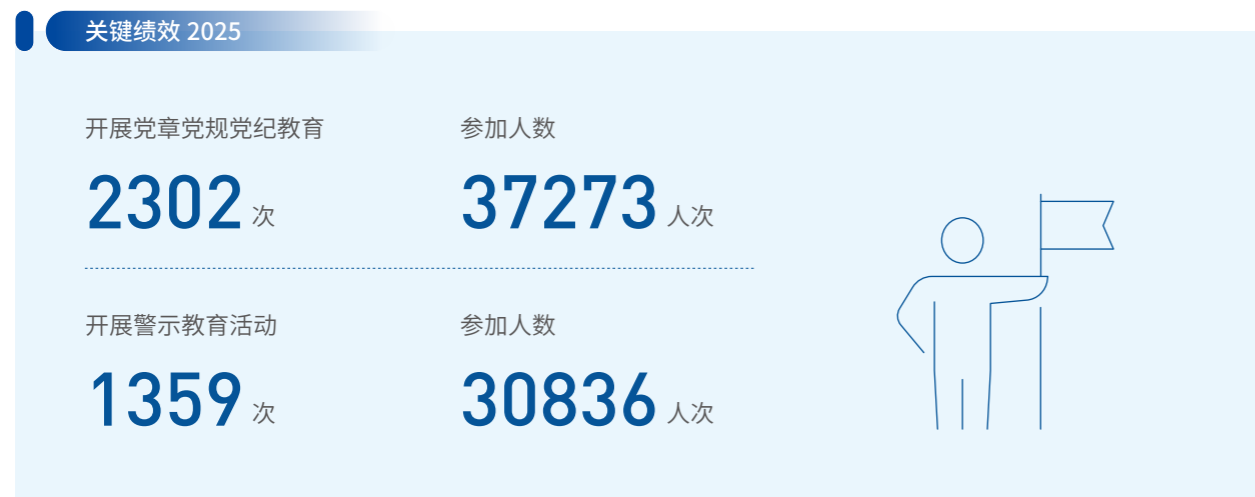 关键绩效 2025
开展党章党规党纪教育
2302 次
参加人数
37273 人次
开展警示教育活动
1359 次
参加人数
30836 人次